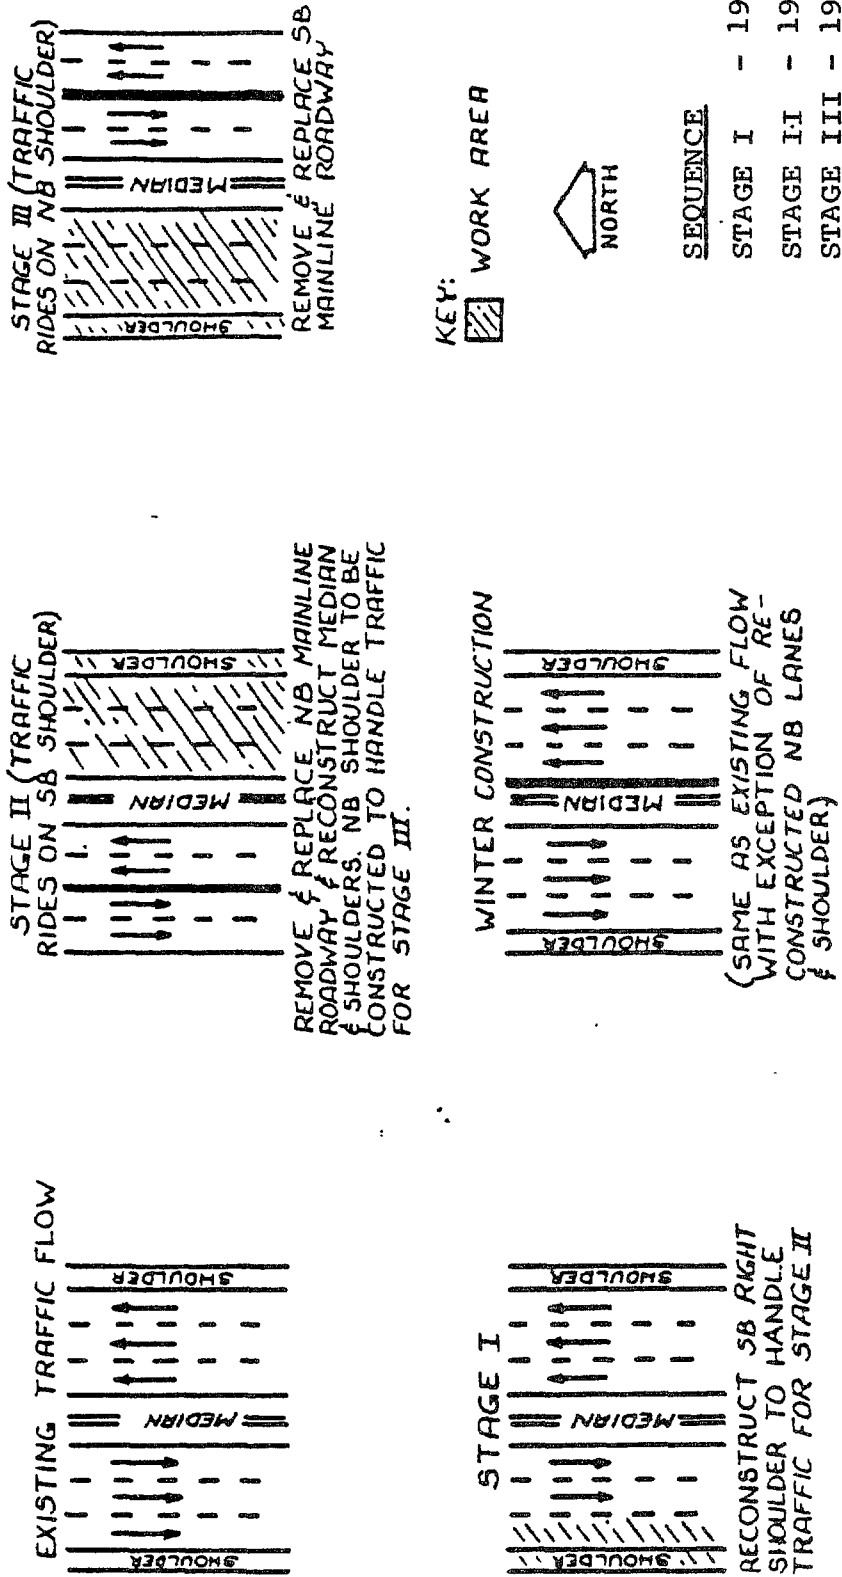 EXISTING TRAFFIC FLOW
SHOULDER
MEDIAN
SHOULDER
STAGE I
SHOULDER
MEDIAN
SHOULDER
RECONSTRUCT SB RIGHT
SHOULDER TO HANDLE
TRAFFIC FOR STAGE II
STAGE II (TRAFFIC
RIDES ON SB SHOULDER)
MEDIAN
SHOULDER
REMOVE & REPLACE NB MAINLINE
ROADWAY & RECONSTRUCT MEDIAN
& SHOULDERS. NB SHOULDER TO BE
CONSTRUCTED TO HANDLE TRAFFIC
FOR STAGE III.
WINTER CONSTRUCTION
SHOULDER
MEDIAN
SHOULDER
(SAME AS EXISTING FLOW
WITH EXCEPTION OF RE-
CONSTRUCTED NB LANES
& SHOULDER)
STAGE III (TRAFFIC
RIDES ON NB SHOULDER)
SHOULDER
MEDIAN
REMOVE & REPLACE SB
MAINLINE ROADWAY
KEY:
WORK AREA
NORTH
SEQUENCE
STAGE I - 19
STAGE II - 19
STAGE III - 19